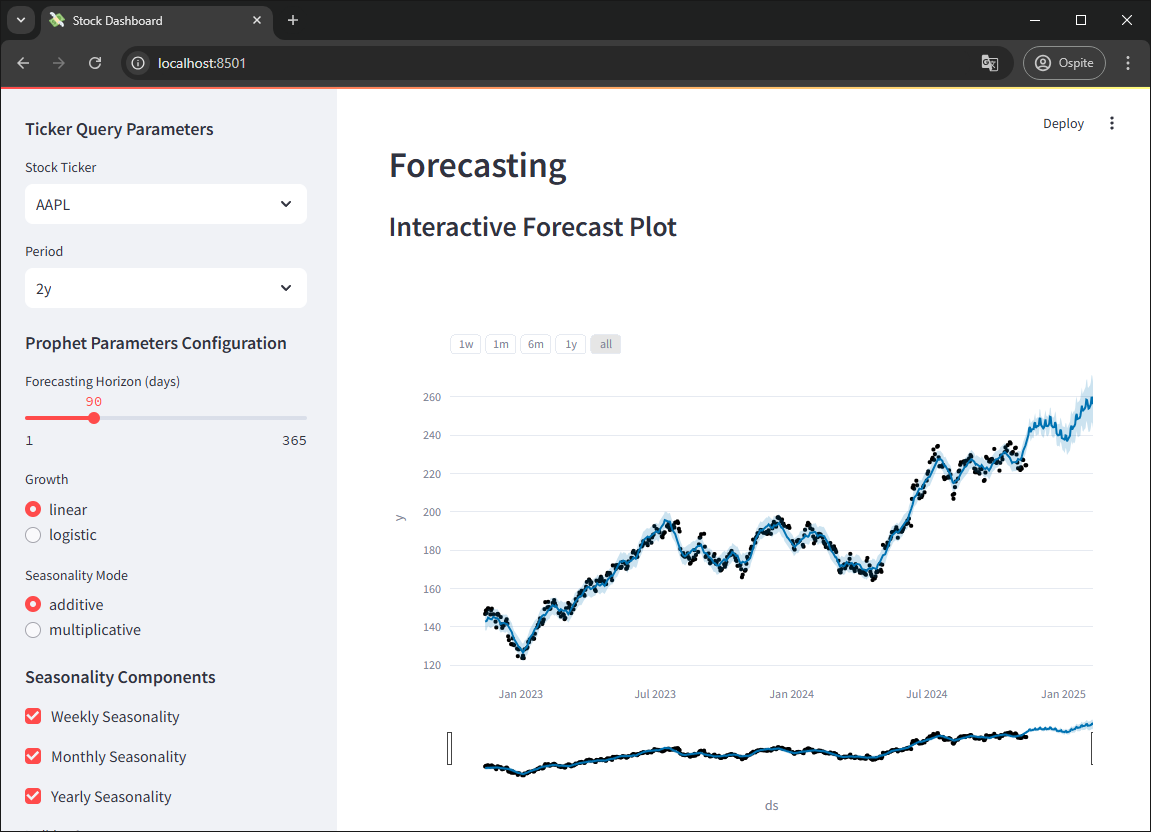 Stock Dashboard
localhost:8501
Ospite
Ticker Query Parameters
Stock Ticker
AAPL
Period
2y
Prophet Parameters Configuration
Forecasting Horizon (days)
90
1 365
Growth
linear
logistic
Seasonality Mode
additive
multiplicative
Seasonality Components
Weekly Seasonality
Monthly Seasonality
Yearly Seasonality
Deploy
Forecasting
Interactive Forecast Plot
1w 1m 6m 1y all
260
240
220
200
y
180
160
140
120
Jan 2023 Jul 2023 Jan 2024 Jul 2024 Jan 2025
ds